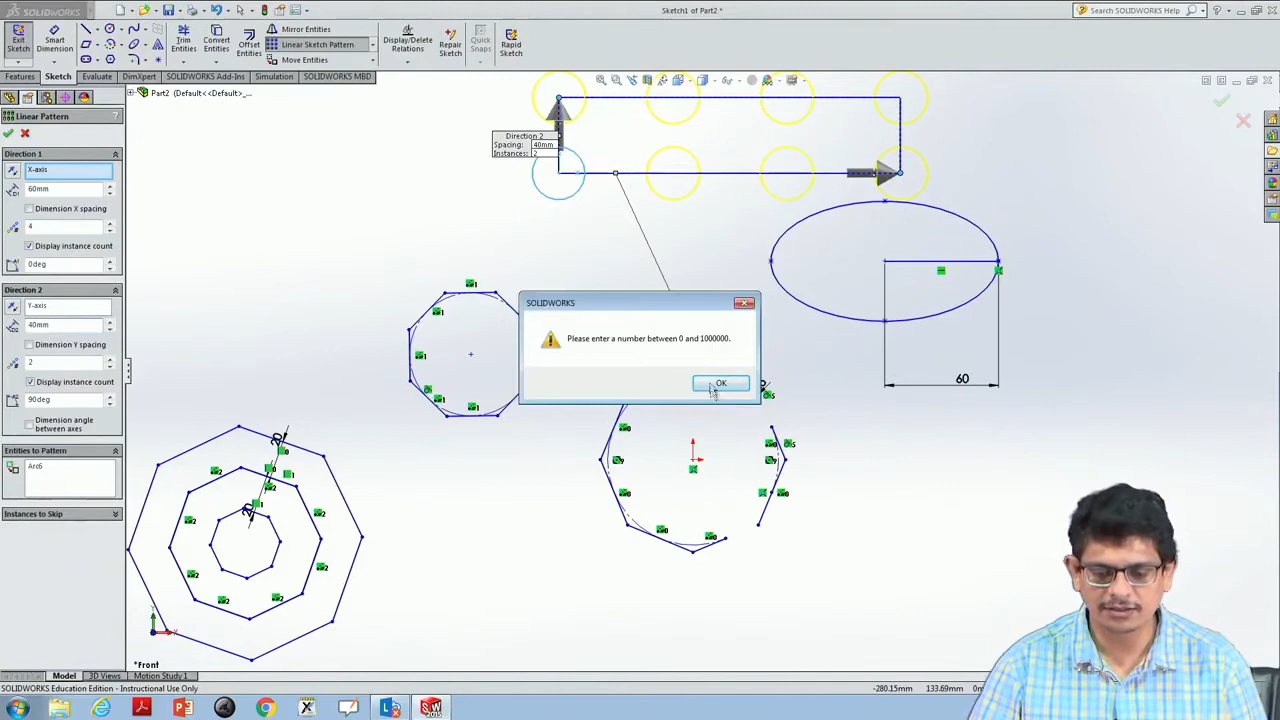 Sketch1 of Part2 *
Search SOLIDWORKS Help
Exit Sketch
Smart Dimension
Trim Entities
Convert Entities
Offset Entities
Mirror Entities
Linear Sketch Pattern
Move Entities
Display/Delete Relations
Repair Sketch
Quick Snaps
Rapid Sketch
Features
Sketch
Evaluate
DimXpert
SOLIDWORKS Add-Ins
Simulation
SOLIDWORKS MBD
Part2 (Default<<Default>_...
Linear Pattern
?
Direction 1
X-axis
60mm
Dimension X spacing
4
Display instance count
0deg
Direction 2
Y-axis
40mm
Dimension Y spacing
2
Display instance count
90deg
Dimension angle between axes
Entities to Pattern
Arc6
Instances to Skip
Direction 2
Spacing: 40mm
Instances: 2
SOLIDWORKS
Please enter a number between 0 and 1000000.
OK
60
20
20
*Front
Model
3D Views
Motion Study 1
SOLIDWORKS Education Edition - Instructional Use Only
-280.15mm
133.69mm